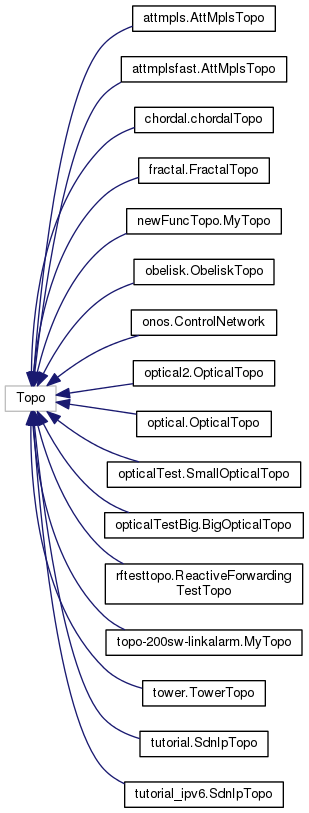 attmpls.AttMplsTopo
attmplsfast.AttMplsTopo
chordal.chordalTopo
fractal.FractalTopo
newFuncTopo.MyTopo
obelisk.ObeliskTopo
onos.ControlNetwork
optical2.OpticalTopo
Topo
optical.OpticalTopo
opticalTest.SmallOpticalTopo
opticalTestBig.BigOpticalTopo
rftesttopo.ReactiveForwarding
TestTopo
topo-200sw-linkalarm.MyTopo
tower.TowerTopo
tutorial.SdnIpTopo
tutorial_ipv6.SdnIpTopo